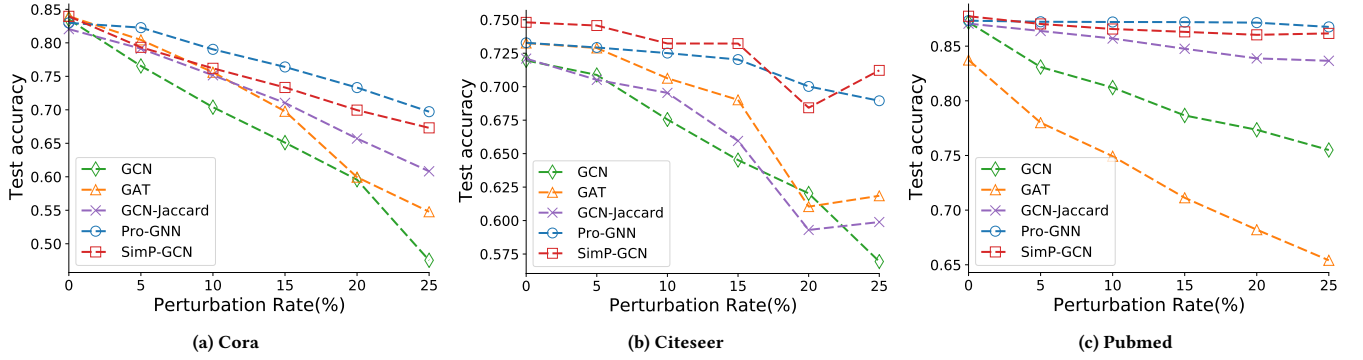 0.85
0.80
0.75
0.70
0.65
0.60
0.55
0.50
Test accuracy
GCN
GAT
GCN-Jaccard
Pro-GNN
SimP-GCN
0 5 10 15 20 25
Perturbation Rate(%)
(a) Cora
0.750
0.725
0.700
0.675
0.650
0.625
0.600
0.575
Test accuracy
GCN
GAT
GCN-Jaccard
Pro-GNN
SimP-GCN
0 5 10 15 20 25
Perturbation Rate(%)
(b) Citeseer
0.85
0.80
0.75
0.70
0.65
Test accuracy
GCN
GAT
GCN-Jaccard
Pro-GNN
SimP-GCN
0 5 10 15 20 25
Perturbation Rate(%)
(c) Pubmed